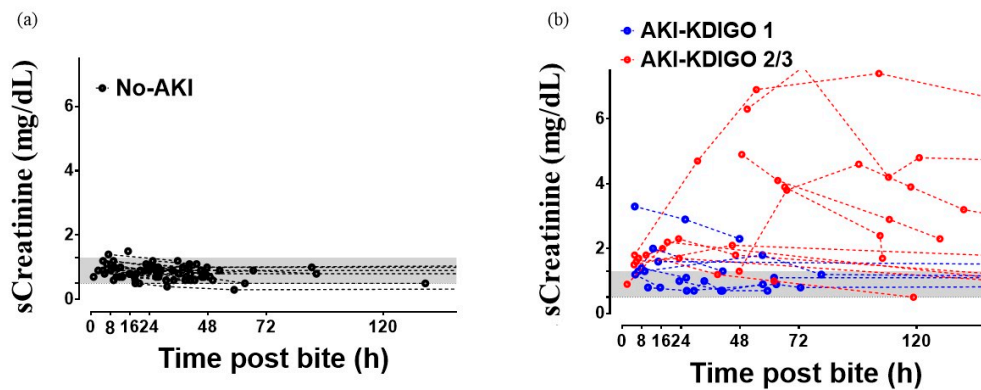 (a)
No-AKI
sCreatinine (mg/dL)
6
4
2
1
0
0 8 1624 48 72 120
Time post bite (h)
(b)
AKI-KDIGO 1
AKI-KDIGO 2/3
sCreatinine (mg/dL)
6
4
2
1
0
0 8 1624 48 72 120
Time post bite (h)